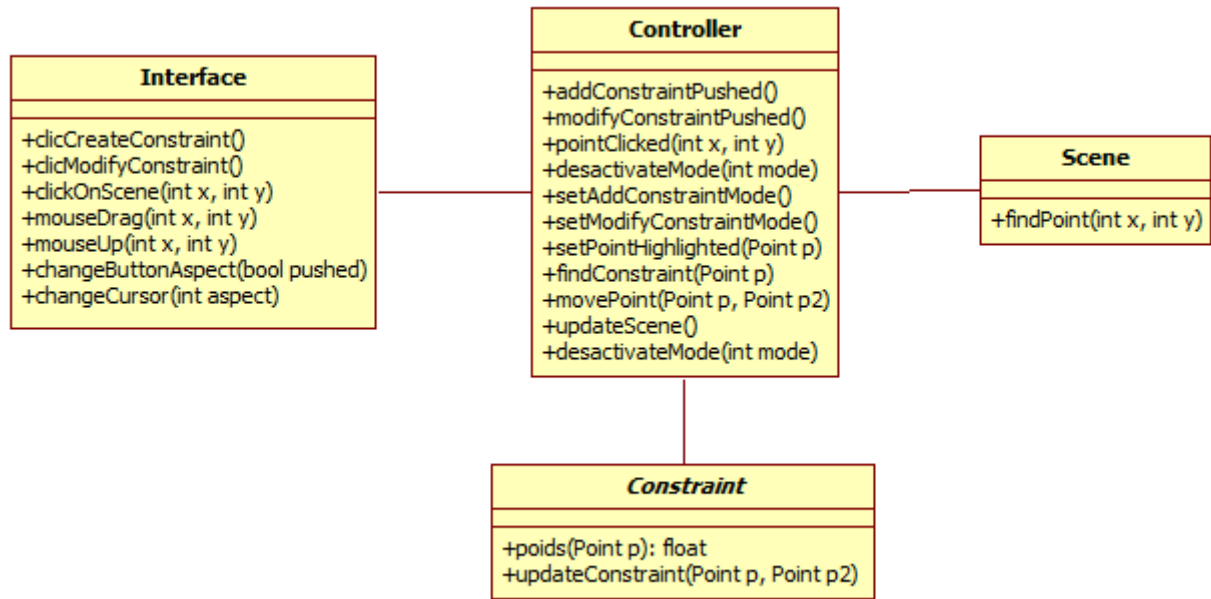 Interface
+clicCreateConstraint()
+clicModifyConstraint()
+clickOnScene(int x, int y)
+mouseDrag(int x, int y)
+mouseUp(int x, int y)
+changeButtonAspect(bool pushed)
+changeCursor(int aspect)
Controller
+addConstraintPushed()
+modifyConstraintPushed()
+pointClicked(int x, int y)
+desactivateMode(int mode)
+setAddConstraintMode()
+setModifyConstraintMode()
+setPointHighlighted(Point p)
+findConstraint(Point p)
+movePoint(Point p, Point p2)
+updateScene()
+desactivateMode(int mode)
Scene
+findPoint(int x, int y)
Constraint
+poids(Point p): float
+updateConstraint(Point p, Point p2)